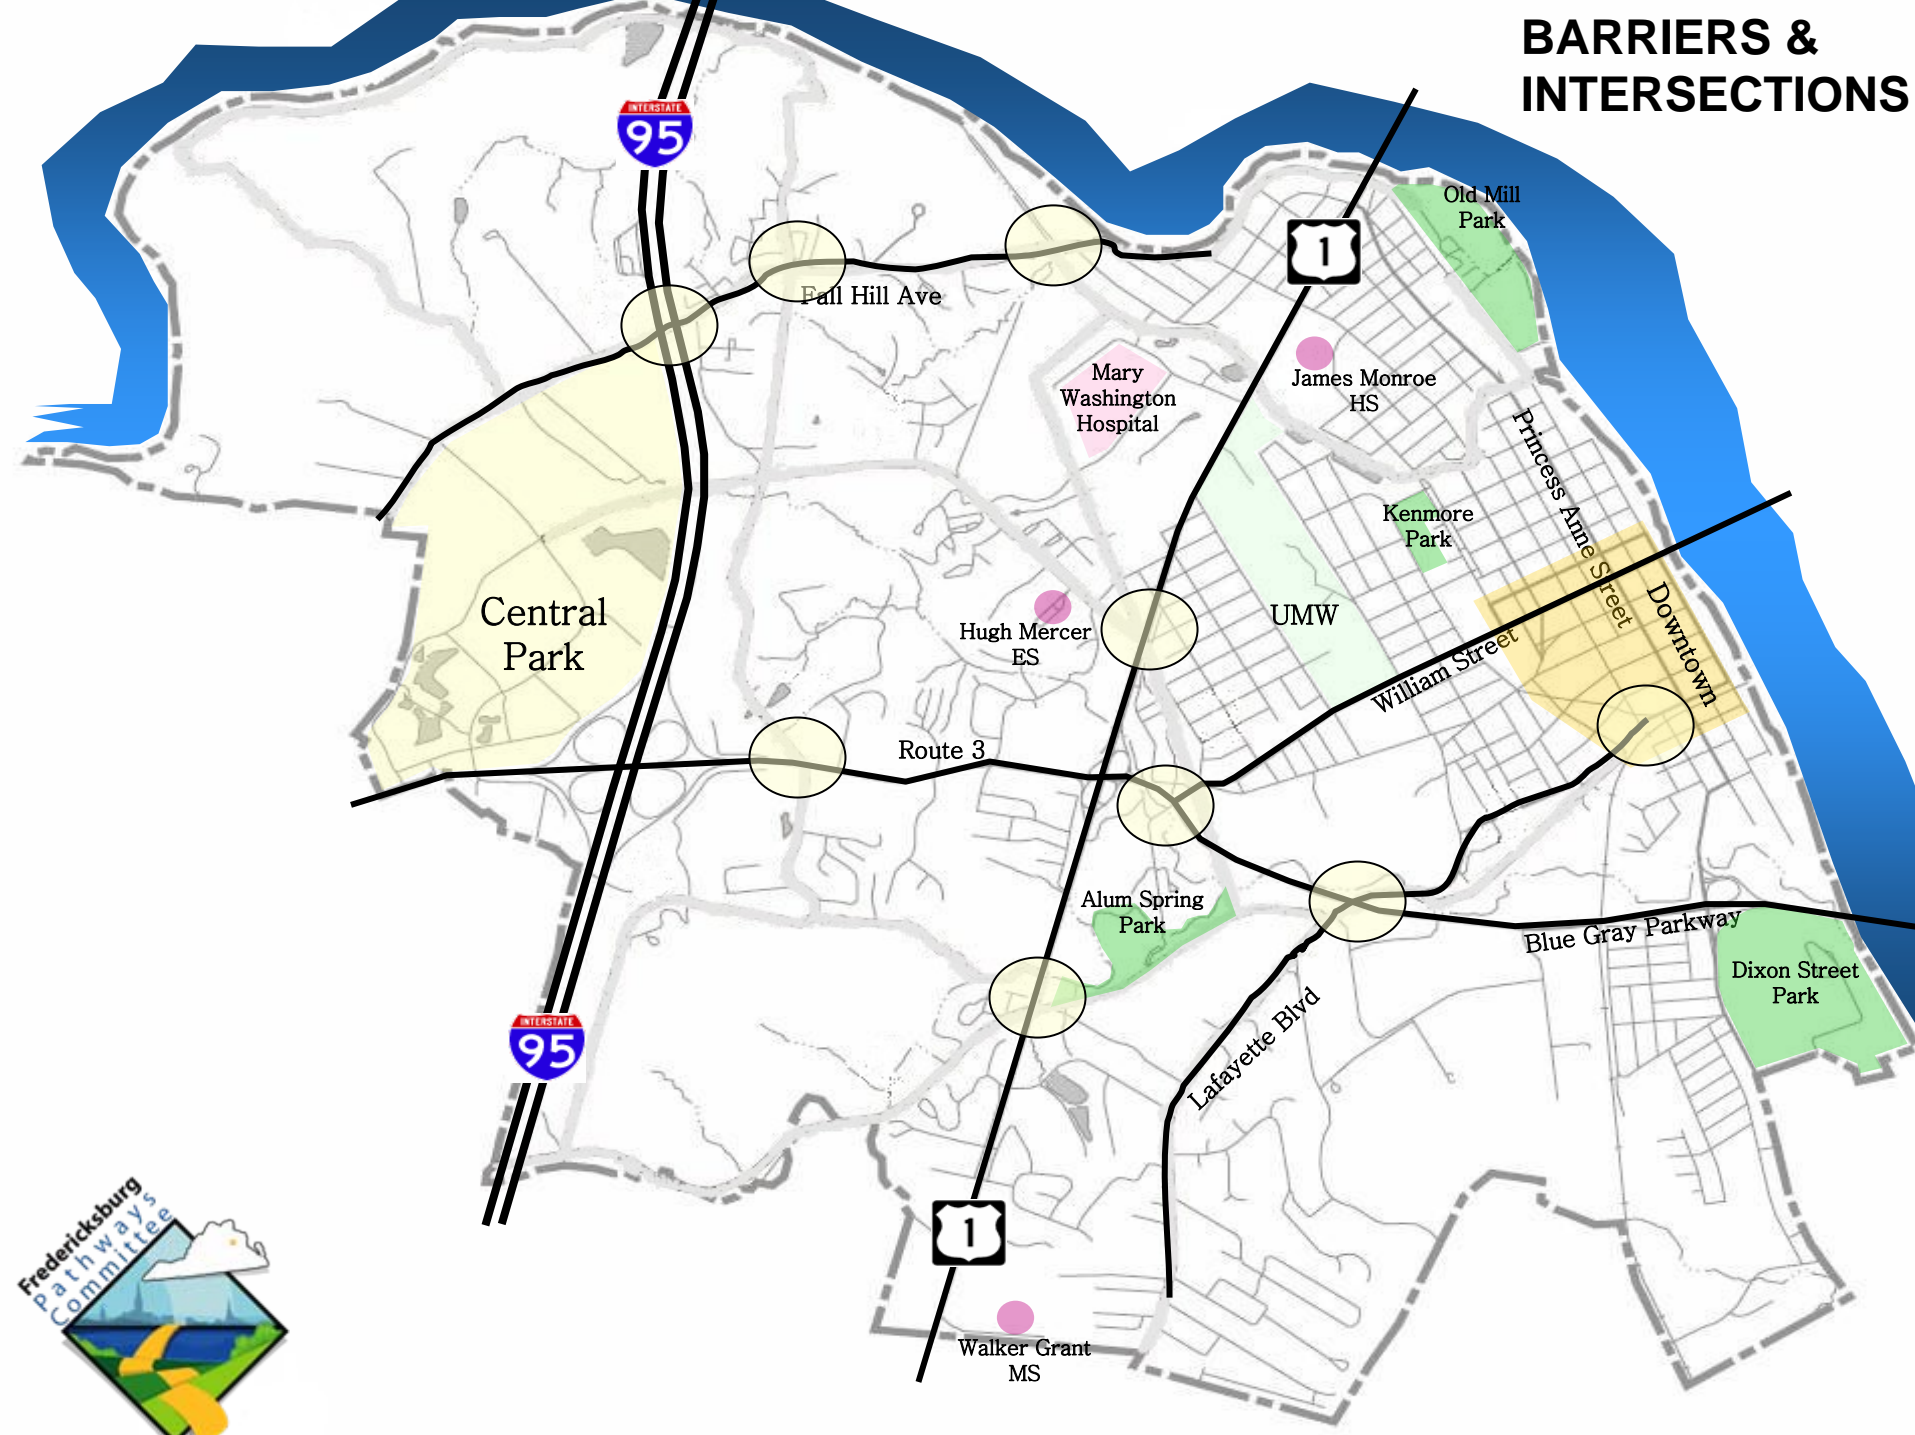 BARRIERS &
INTERSECTIONS
INTERSTATE
95
Old Mill
Park
1
Fall Hill Ave
Mary
Washington
Hospital
James Monroe
HS
Princess Anne Street
Kenmore
Park
Central
Park
Hugh Mercer
ES
UMW
Downtown
William Street
Route 3
Alum Spring
Park
Blue Gray Parkway
Dixon Street
Park
Lafayette Blvd
INTERSTATE
95
1
Walker Grant
MS
Fredericksburg
Pathways
Committee